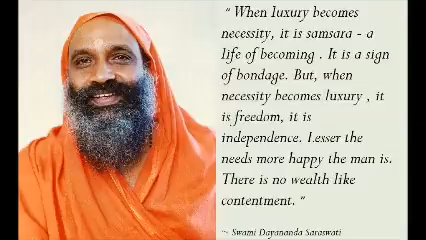 " When luxury becomes
necessity, it is samsara - a
life of becoming . It is a sign
of bondage. But, when
necessity becomes luxury , it
is freedom, it is
independence. Lesser the
needs more happy the man is.
There is no wealth like
contentment. "
~ Swami Dayananda Saraswati